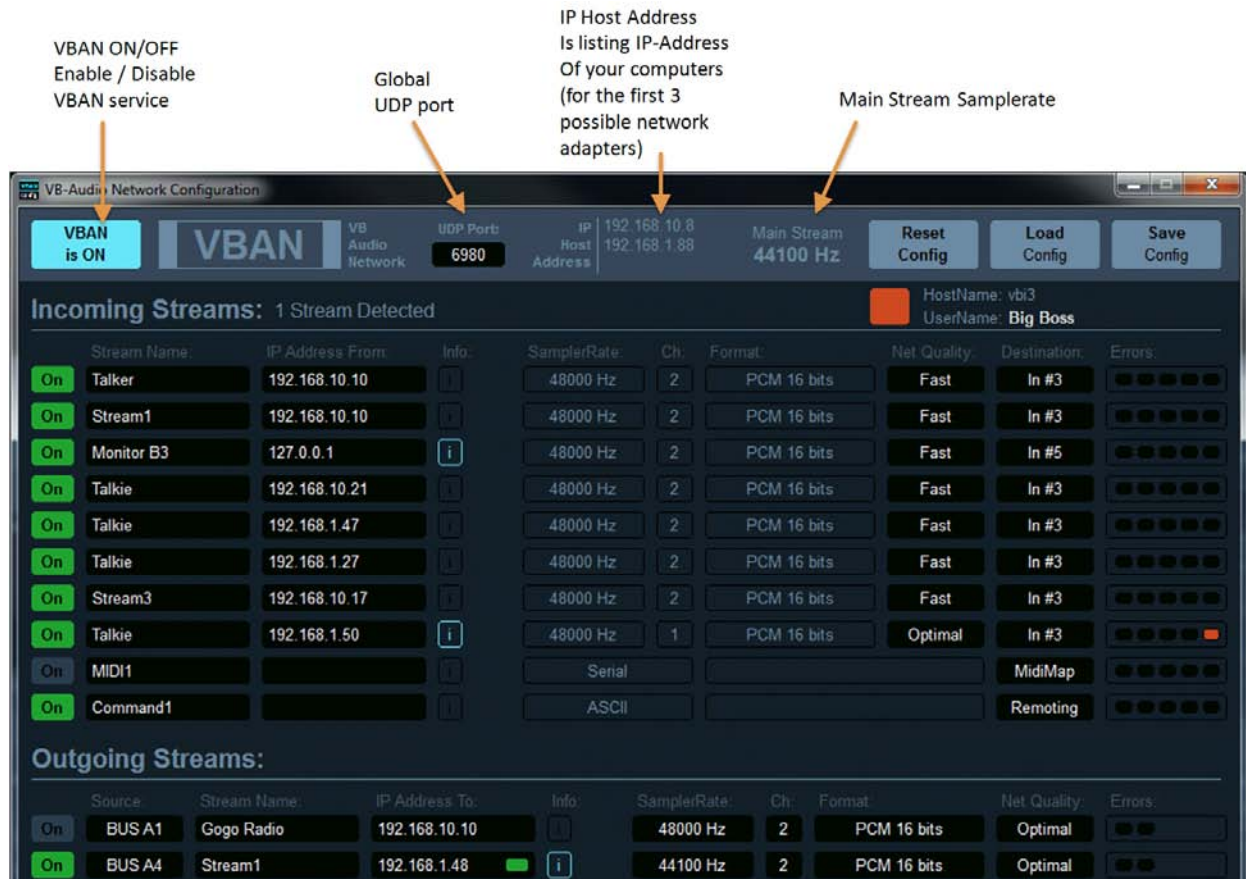 VBAN ON/OFF
Enable / Disable
VBAN service
Global
UDP port
IP Host Address
Is listing IP-Address
Of your computers
(for the first 3
possible network
adapters)
Main Stream Samplerate
VB-Audio Network Configuration
VBAN
is ON
VBAN
VB
Audio
Network
UDP Port:
6980
IP
Host
Address
192.168.10.8
192.168.1.88
Main Stream
44100 Hz
Reset
Config
Load
Config
Save
Config
Incoming Streams: 1 Stream Detected
HostName: vbi3
UserName: Big Boss
Stream Name: IP Address From: Info: SamplerRate: Ch: Format: Net Quality: Destination: Errors:
On Talker 192.168.10.10 i 48000 Hz 2 PCM 16 bits Fast In #3
On Stream1 192.168.10.10 i 48000 Hz 2 PCM 16 bits Fast In #3
On Monitor B3 127.0.0.1 i 48000 Hz 2 PCM 16 bits Fast In #5
On Talkie 192.168.10.21 i 48000 Hz 2 PCM 16 bits Fast In #3
On Talkie 192.168.1.47 i 48000 Hz 2 PCM 16 bits Fast In #3
On Talkie 192.168.1.27 i 48000 Hz 2 PCM 16 bits Fast In #3
On Stream3 192.168.10.17 i 48000 Hz 2 PCM 16 bits Fast In #3
On Talkie 192.168.1.50 i 48000 Hz 1 PCM 16 bits Optimal In #3
On MIDI1 i Serial MidiMap
On Command1 i ASCII Remoting
Outgoing Streams:
Source: Stream Name: IP Address To: Info: SamplerRate: Ch: Format: Net Quality: Errors:
On BUS A1 Gogo Radio 192.168.10.10 i 48000 Hz 2 PCM 16 bits Optimal
On BUS A4 Stream1 192.168.1.48 i 44100 Hz 2 PCM 16 bits Optimal